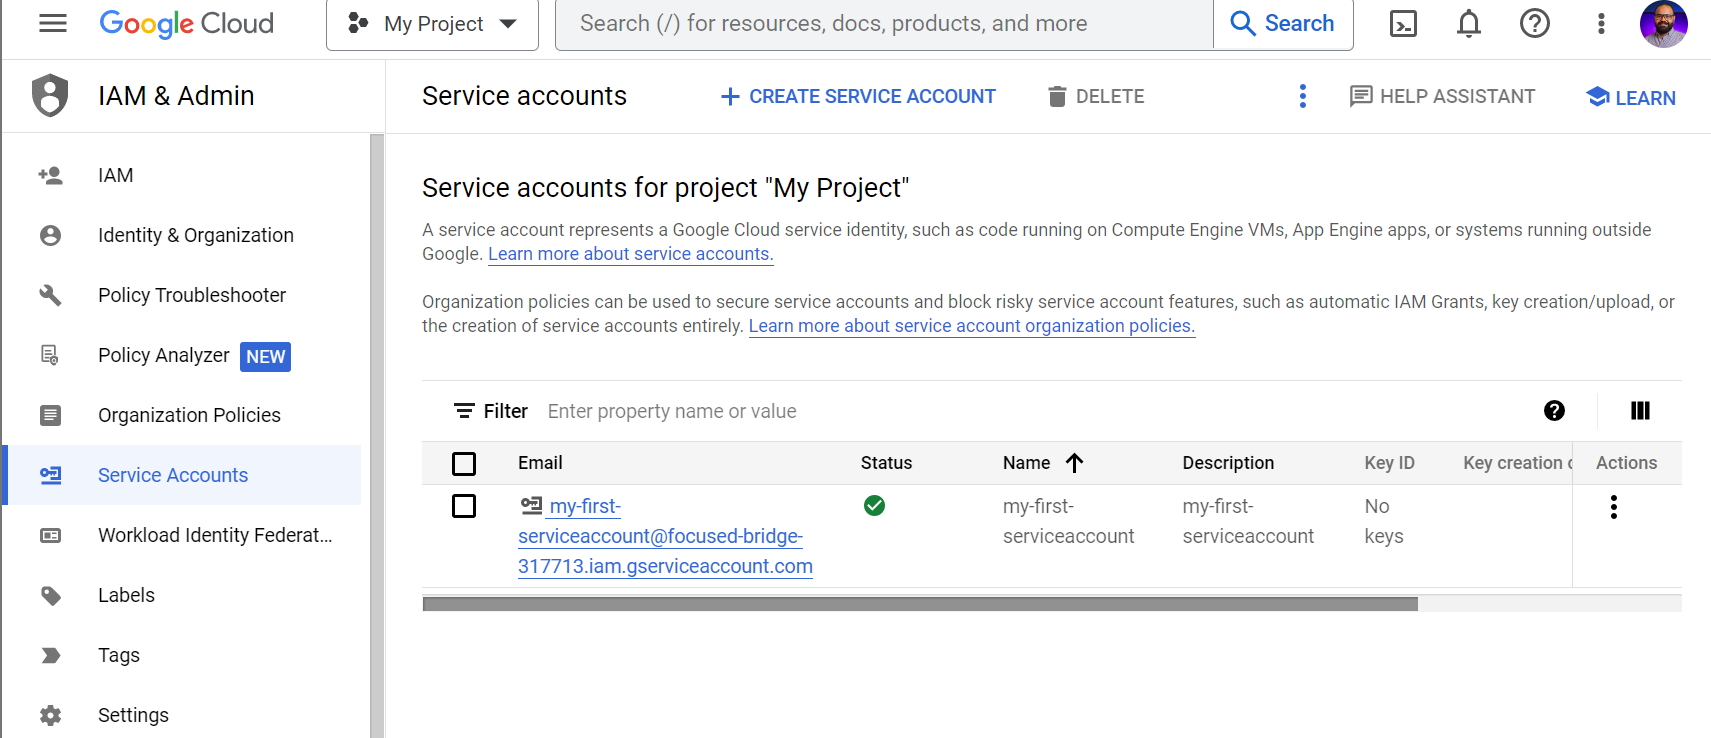 Google Cloud
My Project
Search (/) for resources, docs, products, and more
Search
IAM & Admin
Service accounts
CREATE SERVICE ACCOUNT
DELETE
HELP ASSISTANT
LEARN
IAM
Identity & Organization
Policy Troubleshooter
Policy Analyzer NEW
Organization Policies
Service Accounts
Workload Identity Federat...
Labels
Tags
Settings
Service accounts for project "My Project"
A service account represents a Google Cloud service identity, such as code running on Compute Engine VMs, App Engine apps, or systems running outside
Google. Learn more about service accounts.
Organization policies can be used to secure service accounts and block risky service account features, such as automatic IAM Grants, key creation/upload, or
the creation of service accounts entirely. Learn more about service account organization policies.
Filter Enter property name or value
Email Status Name Description Key ID Key creation Actions
my-first-
serviceaccount@focused-bridge-
317713.iam.gserviceaccount.com
my-first-
serviceaccount
my-first-
serviceaccount
No
keys